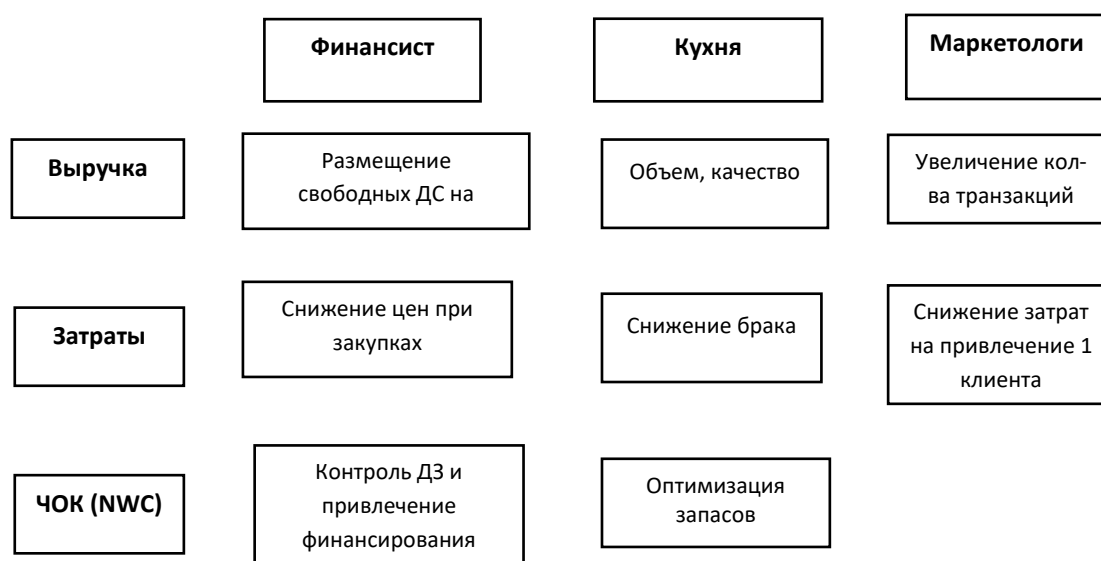 Финансист
Кухня
Маркетологи
Выручка
Размещение
свободных ДС на
Объем, качество
Увеличение кол-
ва транзакций
Затраты
Снижение цен при
закупках
Снижение брака
Снижение затрат
на привлечение 1
клиента
ЧОК (NWC)
Контроль ДЗ и
привлечение
финансирования
Оптимизация
запасов